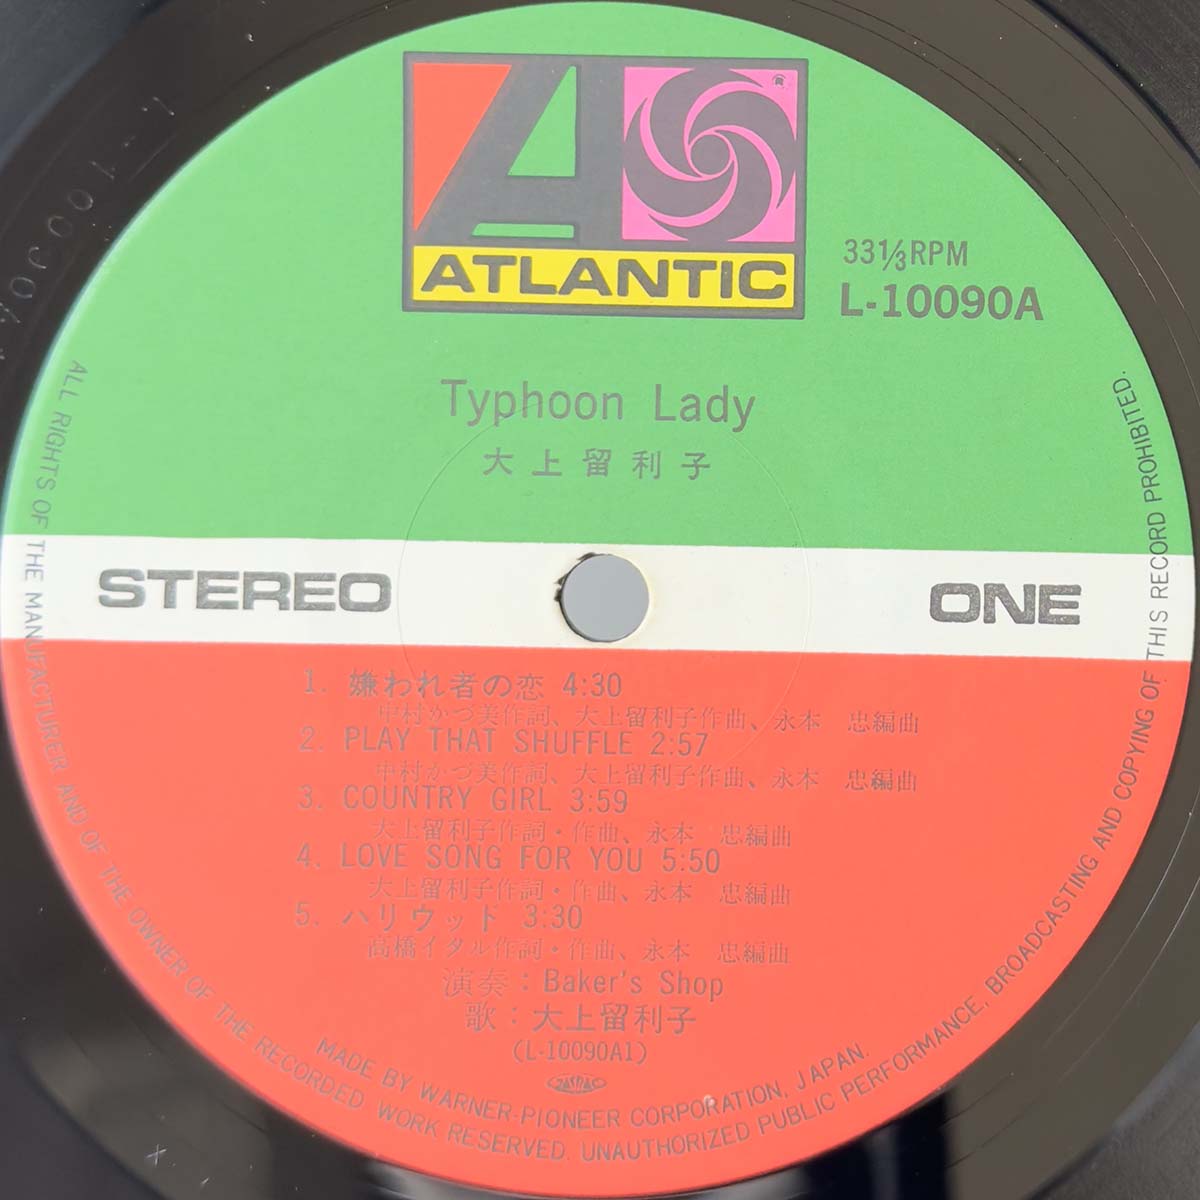 ATLANTIC
®
33⅓RPM
L-10090A
Typhoon Lady
大上留利子
STEREO
ONE
1. 嫌われ者の恋 4:30
中村かづ美作詞、大上留利子作曲、永本 忠編曲
2. PLAY THAT SHUFFLE 2:57
中村かづ美作詞、大上留利子作曲、永本 忠編曲
3. COUNTRY GIRL 3:59
大上留利子作詞・作曲、永本 忠編曲
4. LOVE SONG FOR YOU 5:50
大上留利子作詞・作曲、永本 忠編曲
5. ハリウッド 3:30
高橋イタル作詞・作曲、永本 忠編曲
演奏：Baker's Shop
歌：大上留利子
(L-10090A1)
JASRAC
MADE BY WARNER-PIONEER CORPORATION, JAPAN.
ALL RIGHTS OF THE MANUFACTURER AND OF THE OWNER OF THE RECORDED WORK RESERVED. UNAUTHORIZED PUBLIC PERFORMANCE, BROADCASTING AND COPYING OF THIS RECORD PROHIBITED.